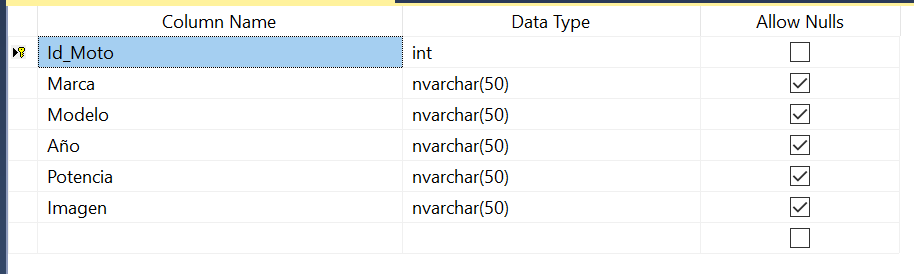 Column Name Data Type Allow Nulls
Id_Moto int
Marca nvarchar(50)
Modelo nvarchar(50)
Año nvarchar(50)
Potencia nvarchar(50)
Imagen nvarchar(50)